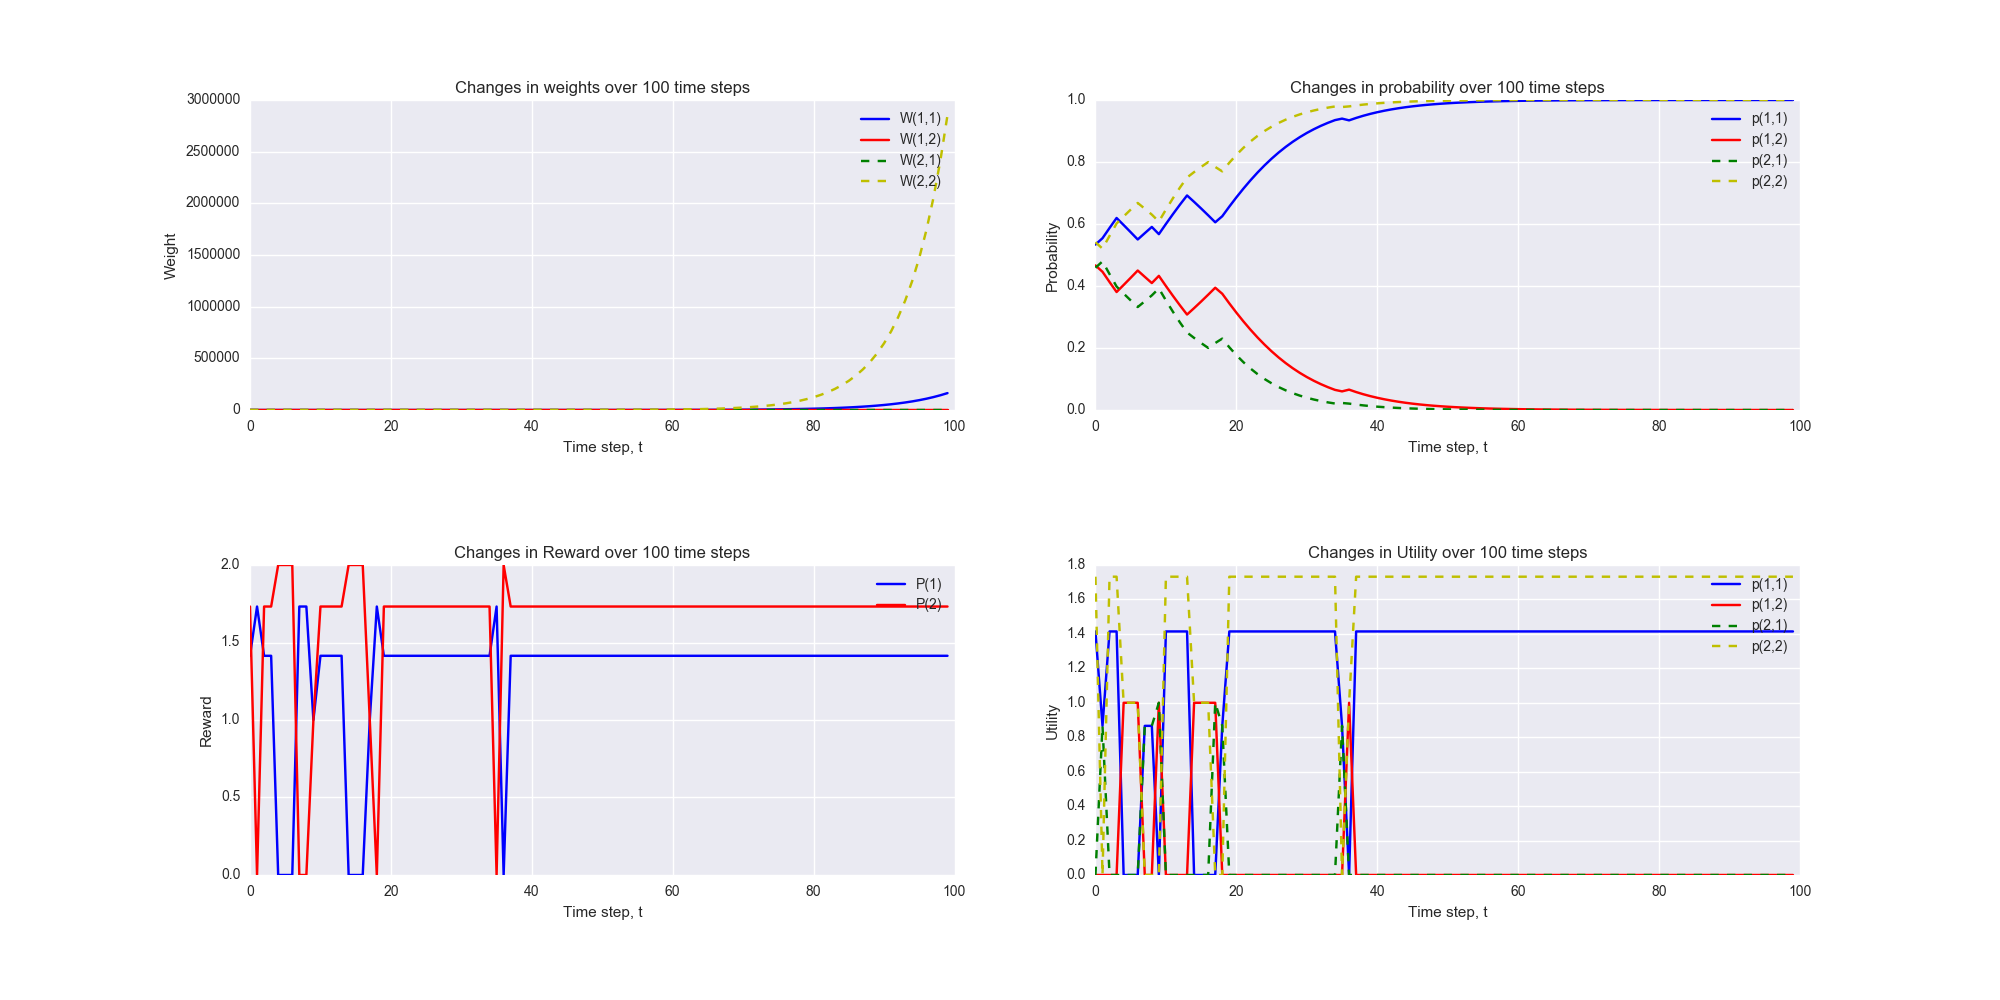 Changes in weights over 100 time steps
3000000
2500000
2000000
1500000
1000000
500000
0
Weight
0 20 40 60 80 100
Time step, t
W(1,1)
W(1,2)
W(2,1)
W(2,2)
Changes in probability over 100 time steps
1.0
0.8
0.6
0.4
0.2
0.0
Probability
0 20 40 60 80 100
Time step, t
p(1,1)
p(1,2)
p(2,1)
p(2,2)
Changes in Reward over 100 time steps
2.0
1.5
1.0
0.5
0.0
Reward
0 20 40 60 80 100
Time step, t
P(1)
P(2)
Changes in Utility over 100 time steps
1.8
1.6
1.4
1.2
1.0
0.8
0.6
0.4
0.2
0.0
Utility
0 20 40 60 80 100
Time step, t
p(1,1)
p(1,2)
p(2,1)
p(2,2)